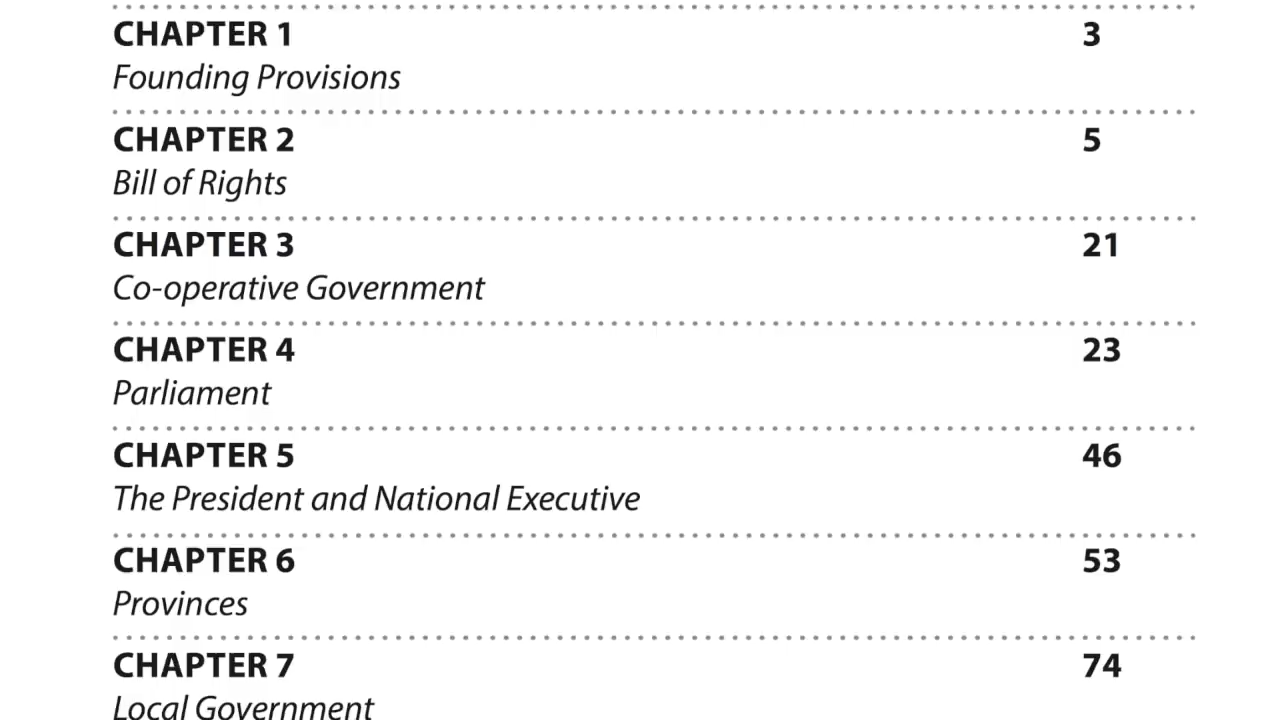 CHAPTER 1 3
Founding Provisions
CHAPTER 2 5
Bill of Rights
CHAPTER 3 21
Co-operative Government
CHAPTER 4 23
Parliament
CHAPTER 5 46
The President and National Executive
CHAPTER 6 53
Provinces
CHAPTER 7 74
Local Government